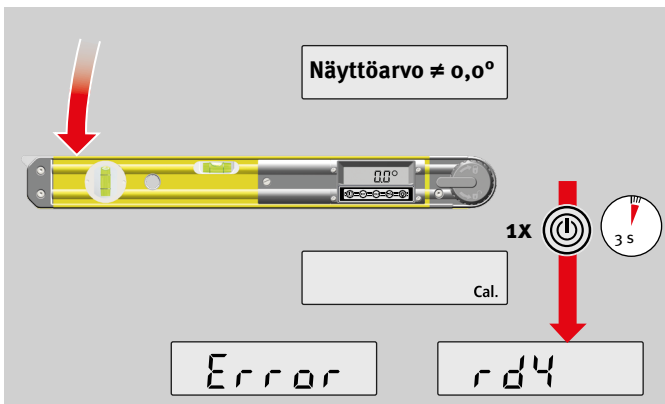 Näyttöarvo ≠ 0,0°
0.0°
1X
3 s
Cal.
Error
rdY